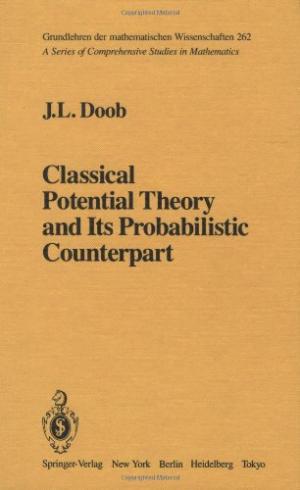 Grundlehren der mathematischen Wissenschaften 262
A Series of Comprehensive Studies in Mathematics
J.L. Doob
Classical
Potential Theory
and Its Probabilistic
Counterpart
Springer-Verlag New York Berlin Heidelberg Tokyo